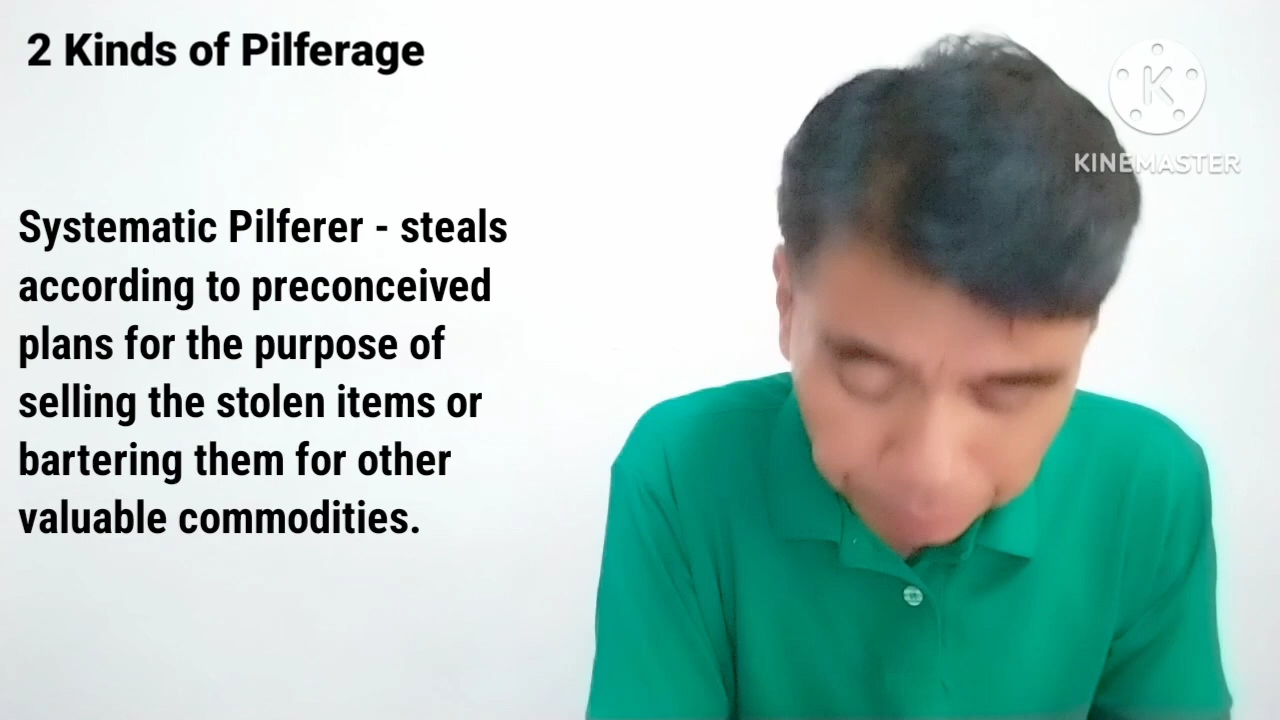 2 Kinds of Pilferage
Systematic Pilferer - steals
according to preconceived
plans for the purpose of
selling the stolen items or
bartering them for other
valuable commodities.
K
KINEMASTER